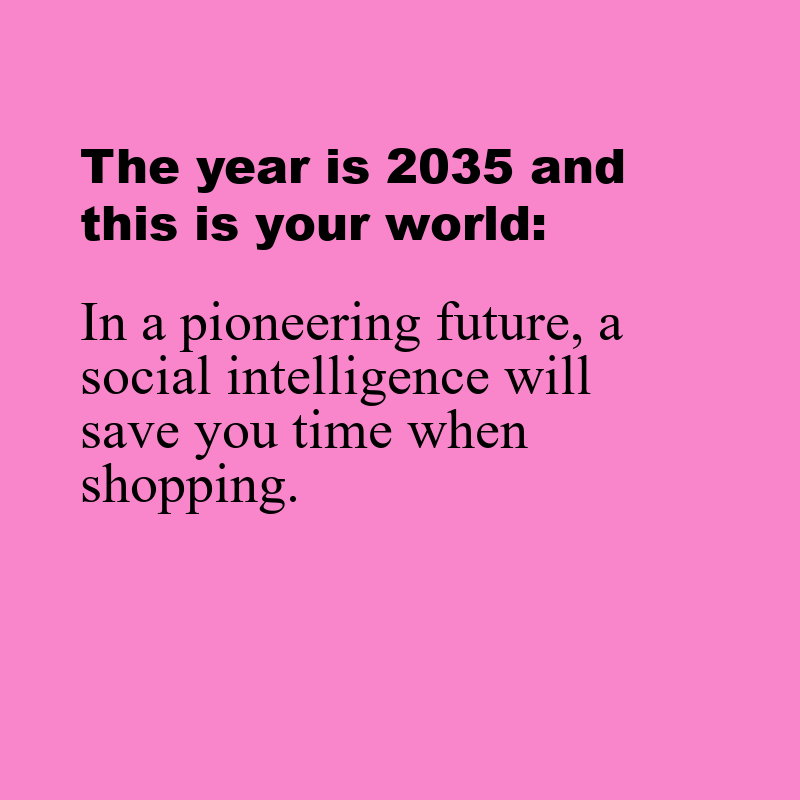 The year is 2035 and
this is your world:
In a pioneering future, a
social intelligence will
save you time when
shopping.